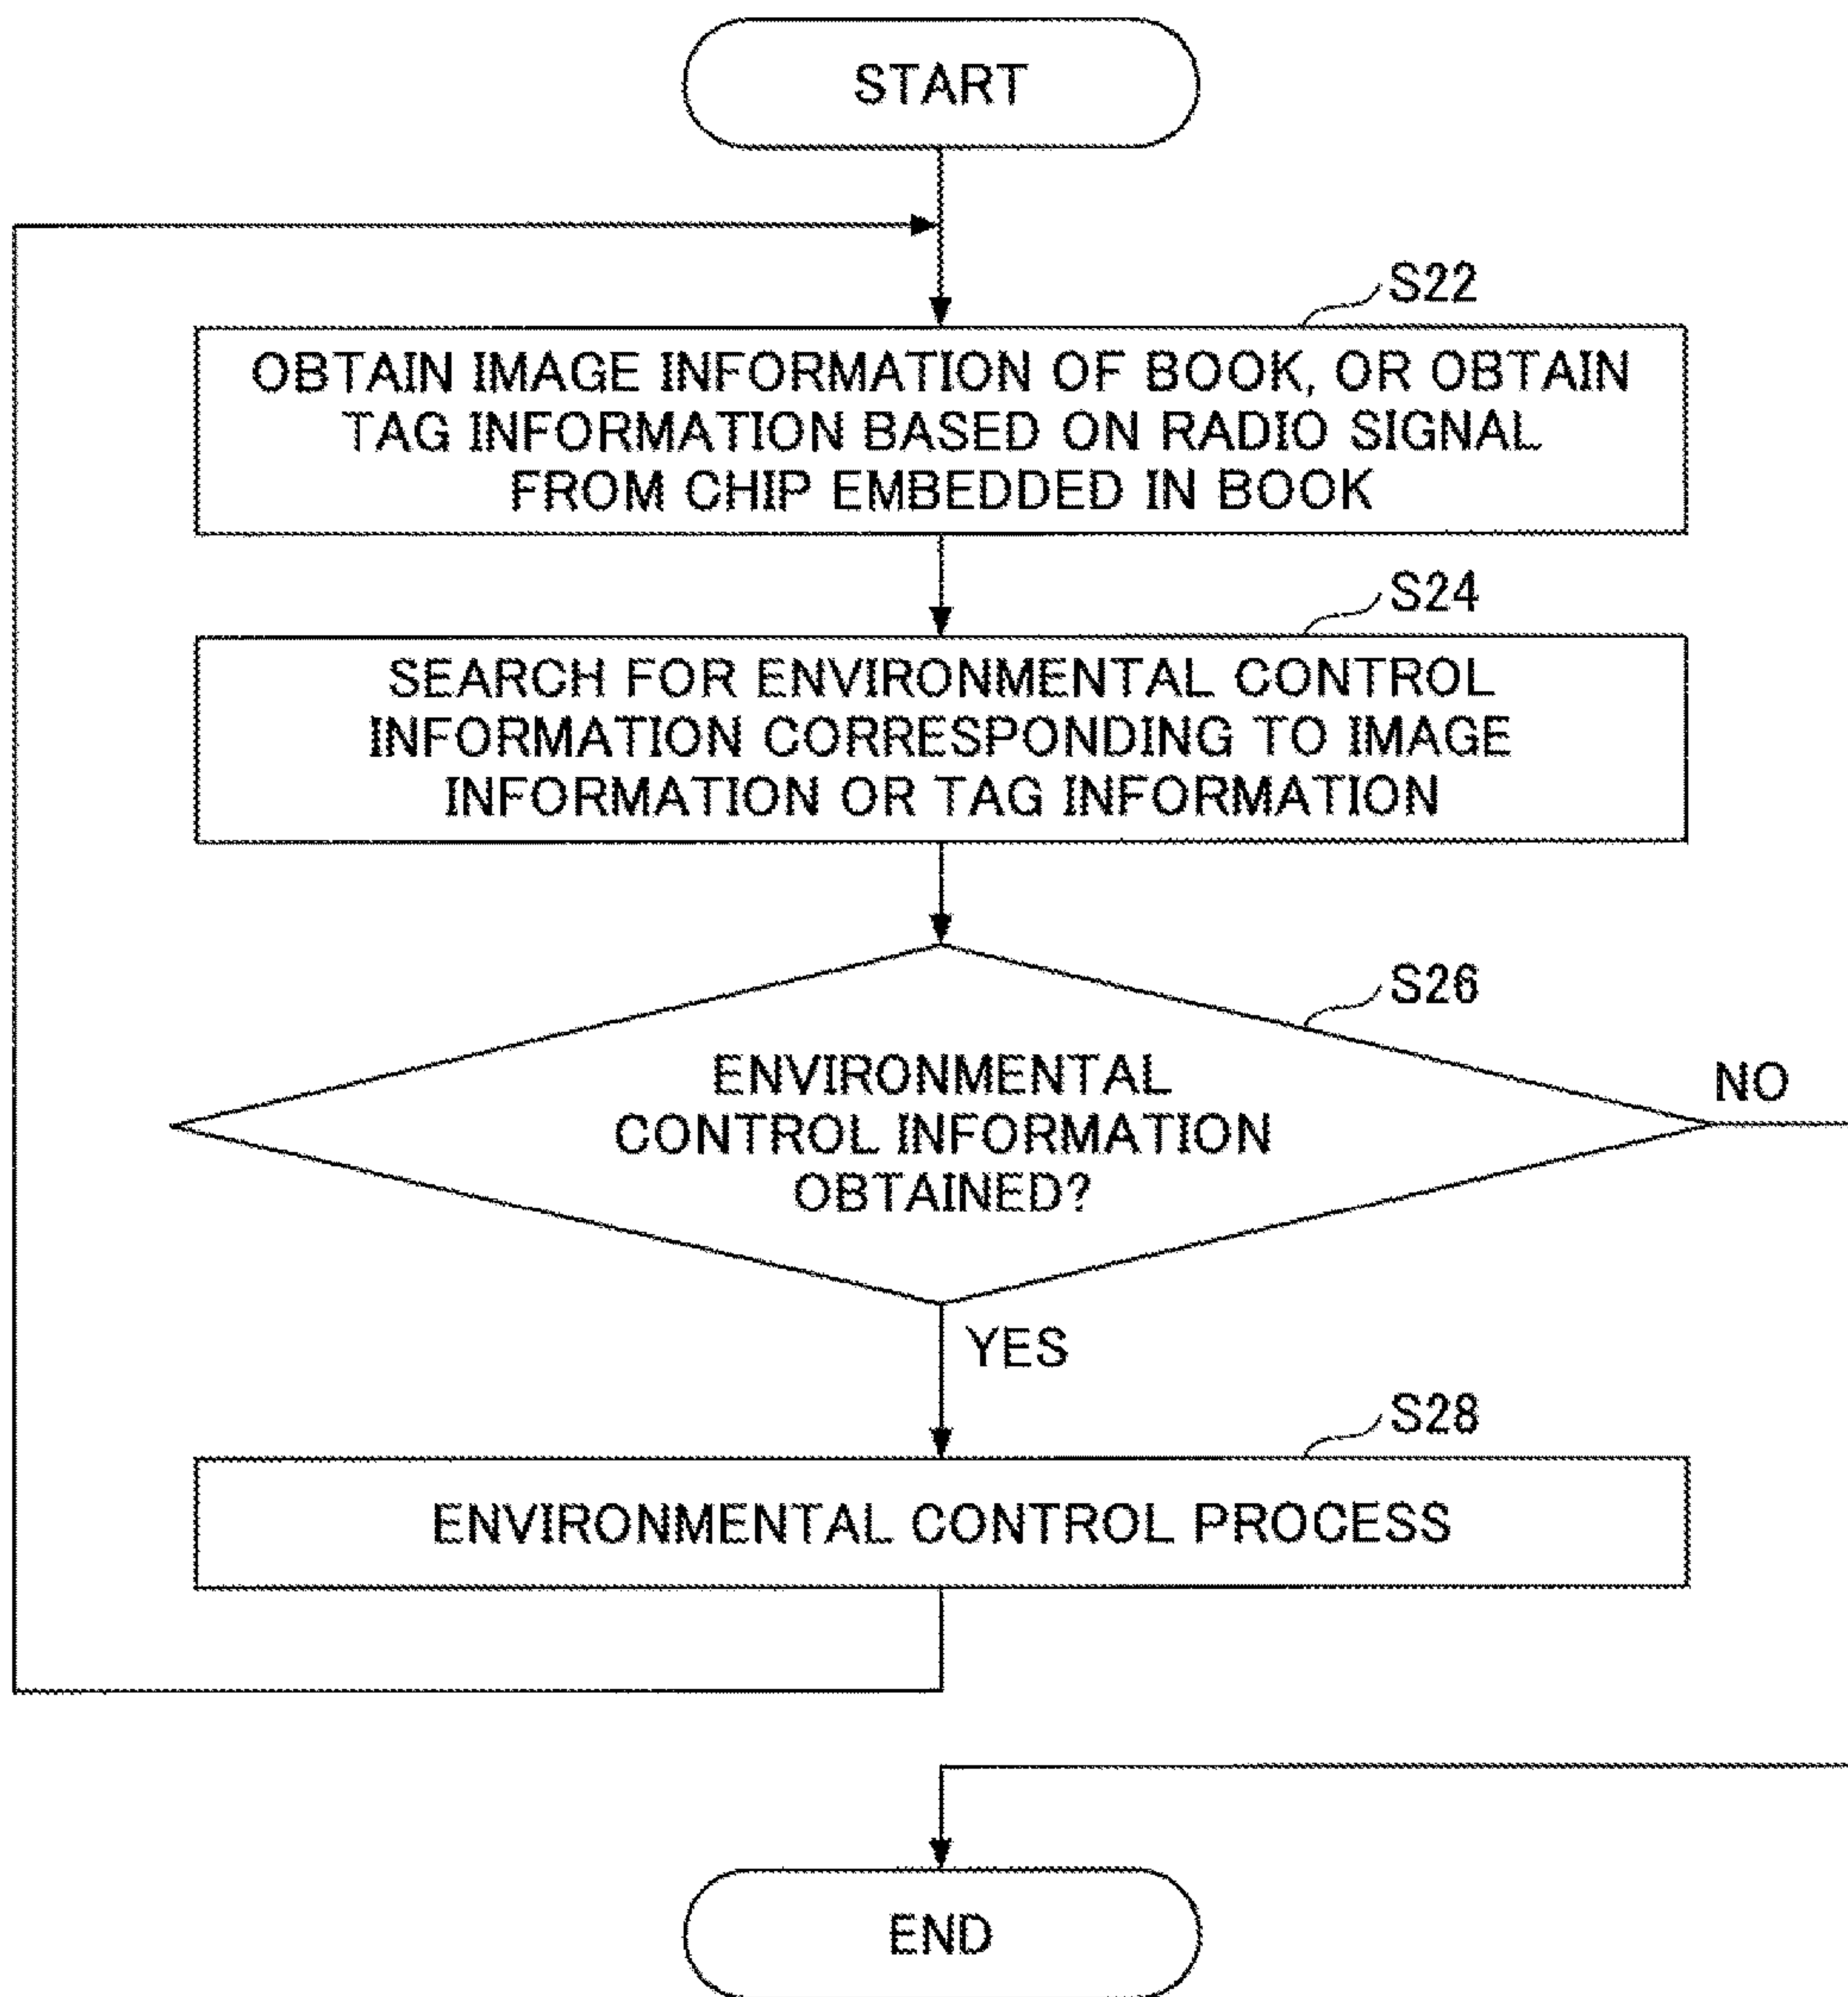 START
S22
OBTAIN IMAGE INFORMATION OF BOOK, OR OBTAIN
TAG INFORMATION BASED ON RADIO SIGNAL
FROM CHIP EMBEDDED IN BOOK
S24
SEARCH FOR ENVIRONMENTAL CONTROL
INFORMATION CORRESPONDING TO IMAGE
INFORMATION OR TAG INFORMATION
S26
ENVIRONMENTAL
CONTROL INFORMATION
OBTAINED?
NO
YES
S28
ENVIRONMENTAL CONTROL PROCESS
END